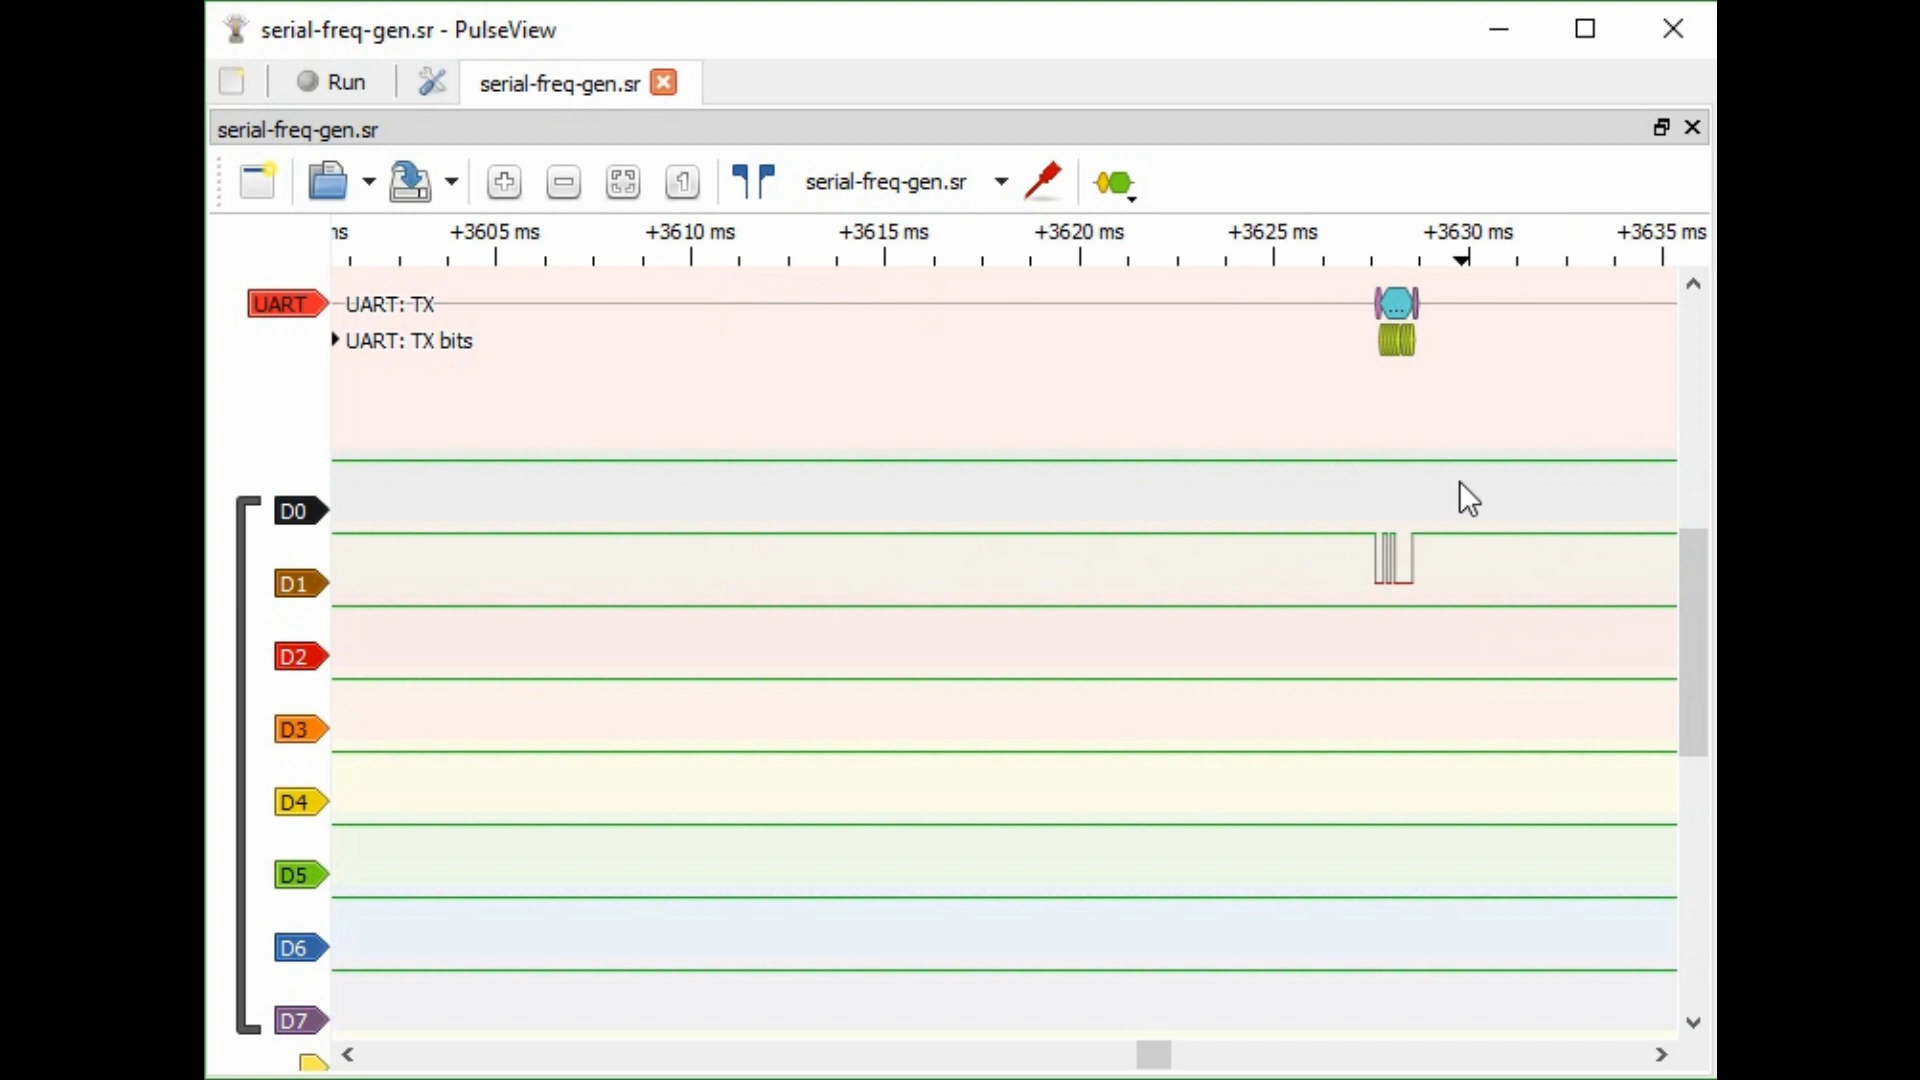 serial-freq-gen.sr - PulseView
Run
serial-freq-gen.sr
serial-freq-gen.sr
serial-freq-gen.sr
+3605 ms +3610 ms +3615 ms +3620 ms +3625 ms +3630 ms +3635 ms
UART
UART: TX
...
UART: TX bits
D0
D1
D2
D3
D4
D5
D6
D7